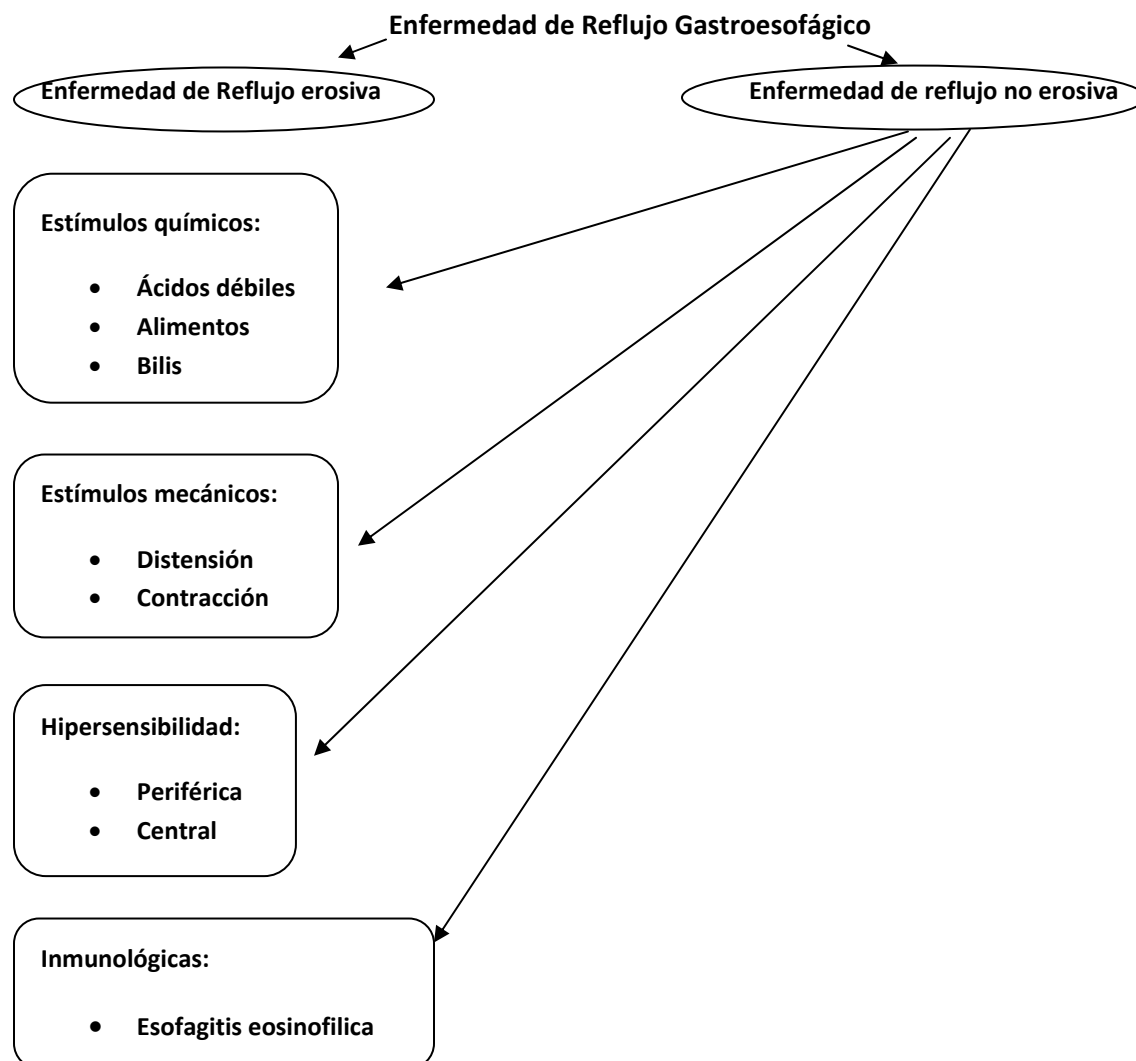 Enfermedad de Reflujo Gastroesofágico
Enfermedad de Reflujo erosiva
Enfermedad de reflujo no erosiva
Estímulos químicos:
• Ácidos débiles
• Alimentos
• Bilis
Estímulos mecánicos:
• Distensión
• Contracción
Hipersensibilidad:
• Periférica
• Central
Inmunológicas:
• Esofagitis eosinofilica